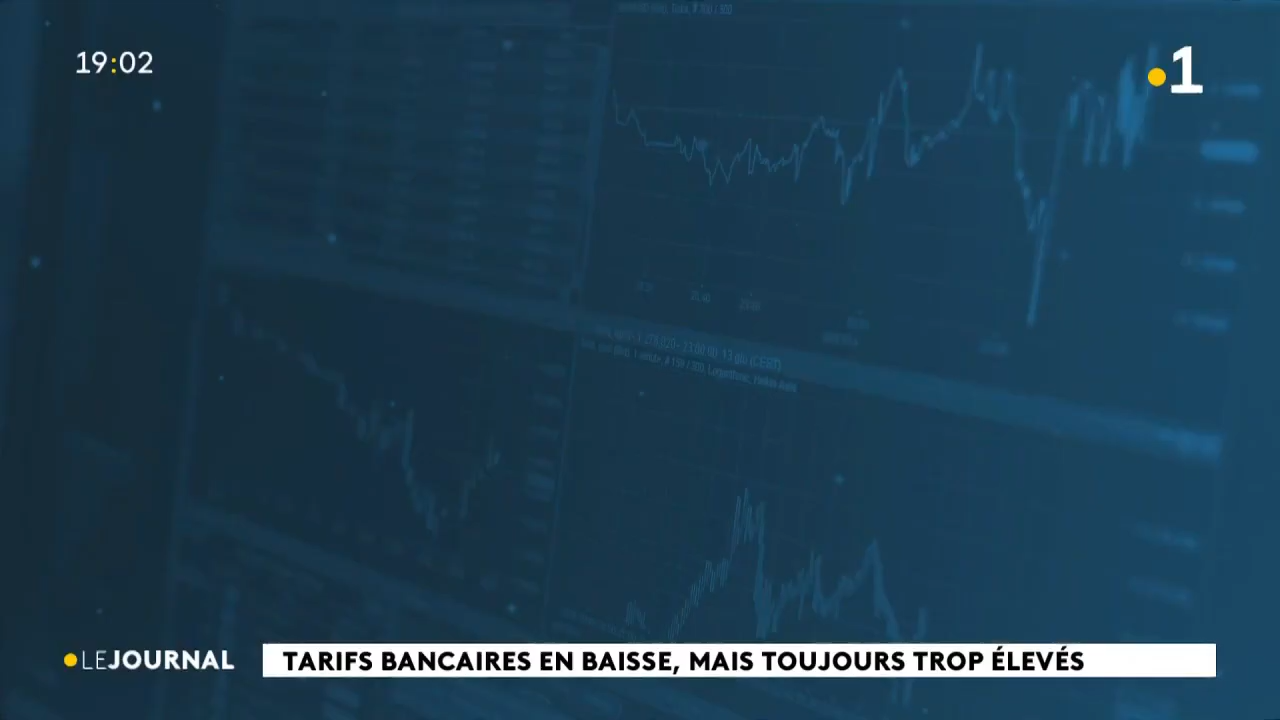 19:02
1
LEJOURNAL
TARIFS BANCAIRES EN BAISSE, MAIS TOUJOURS TROP ÉLEVÉS